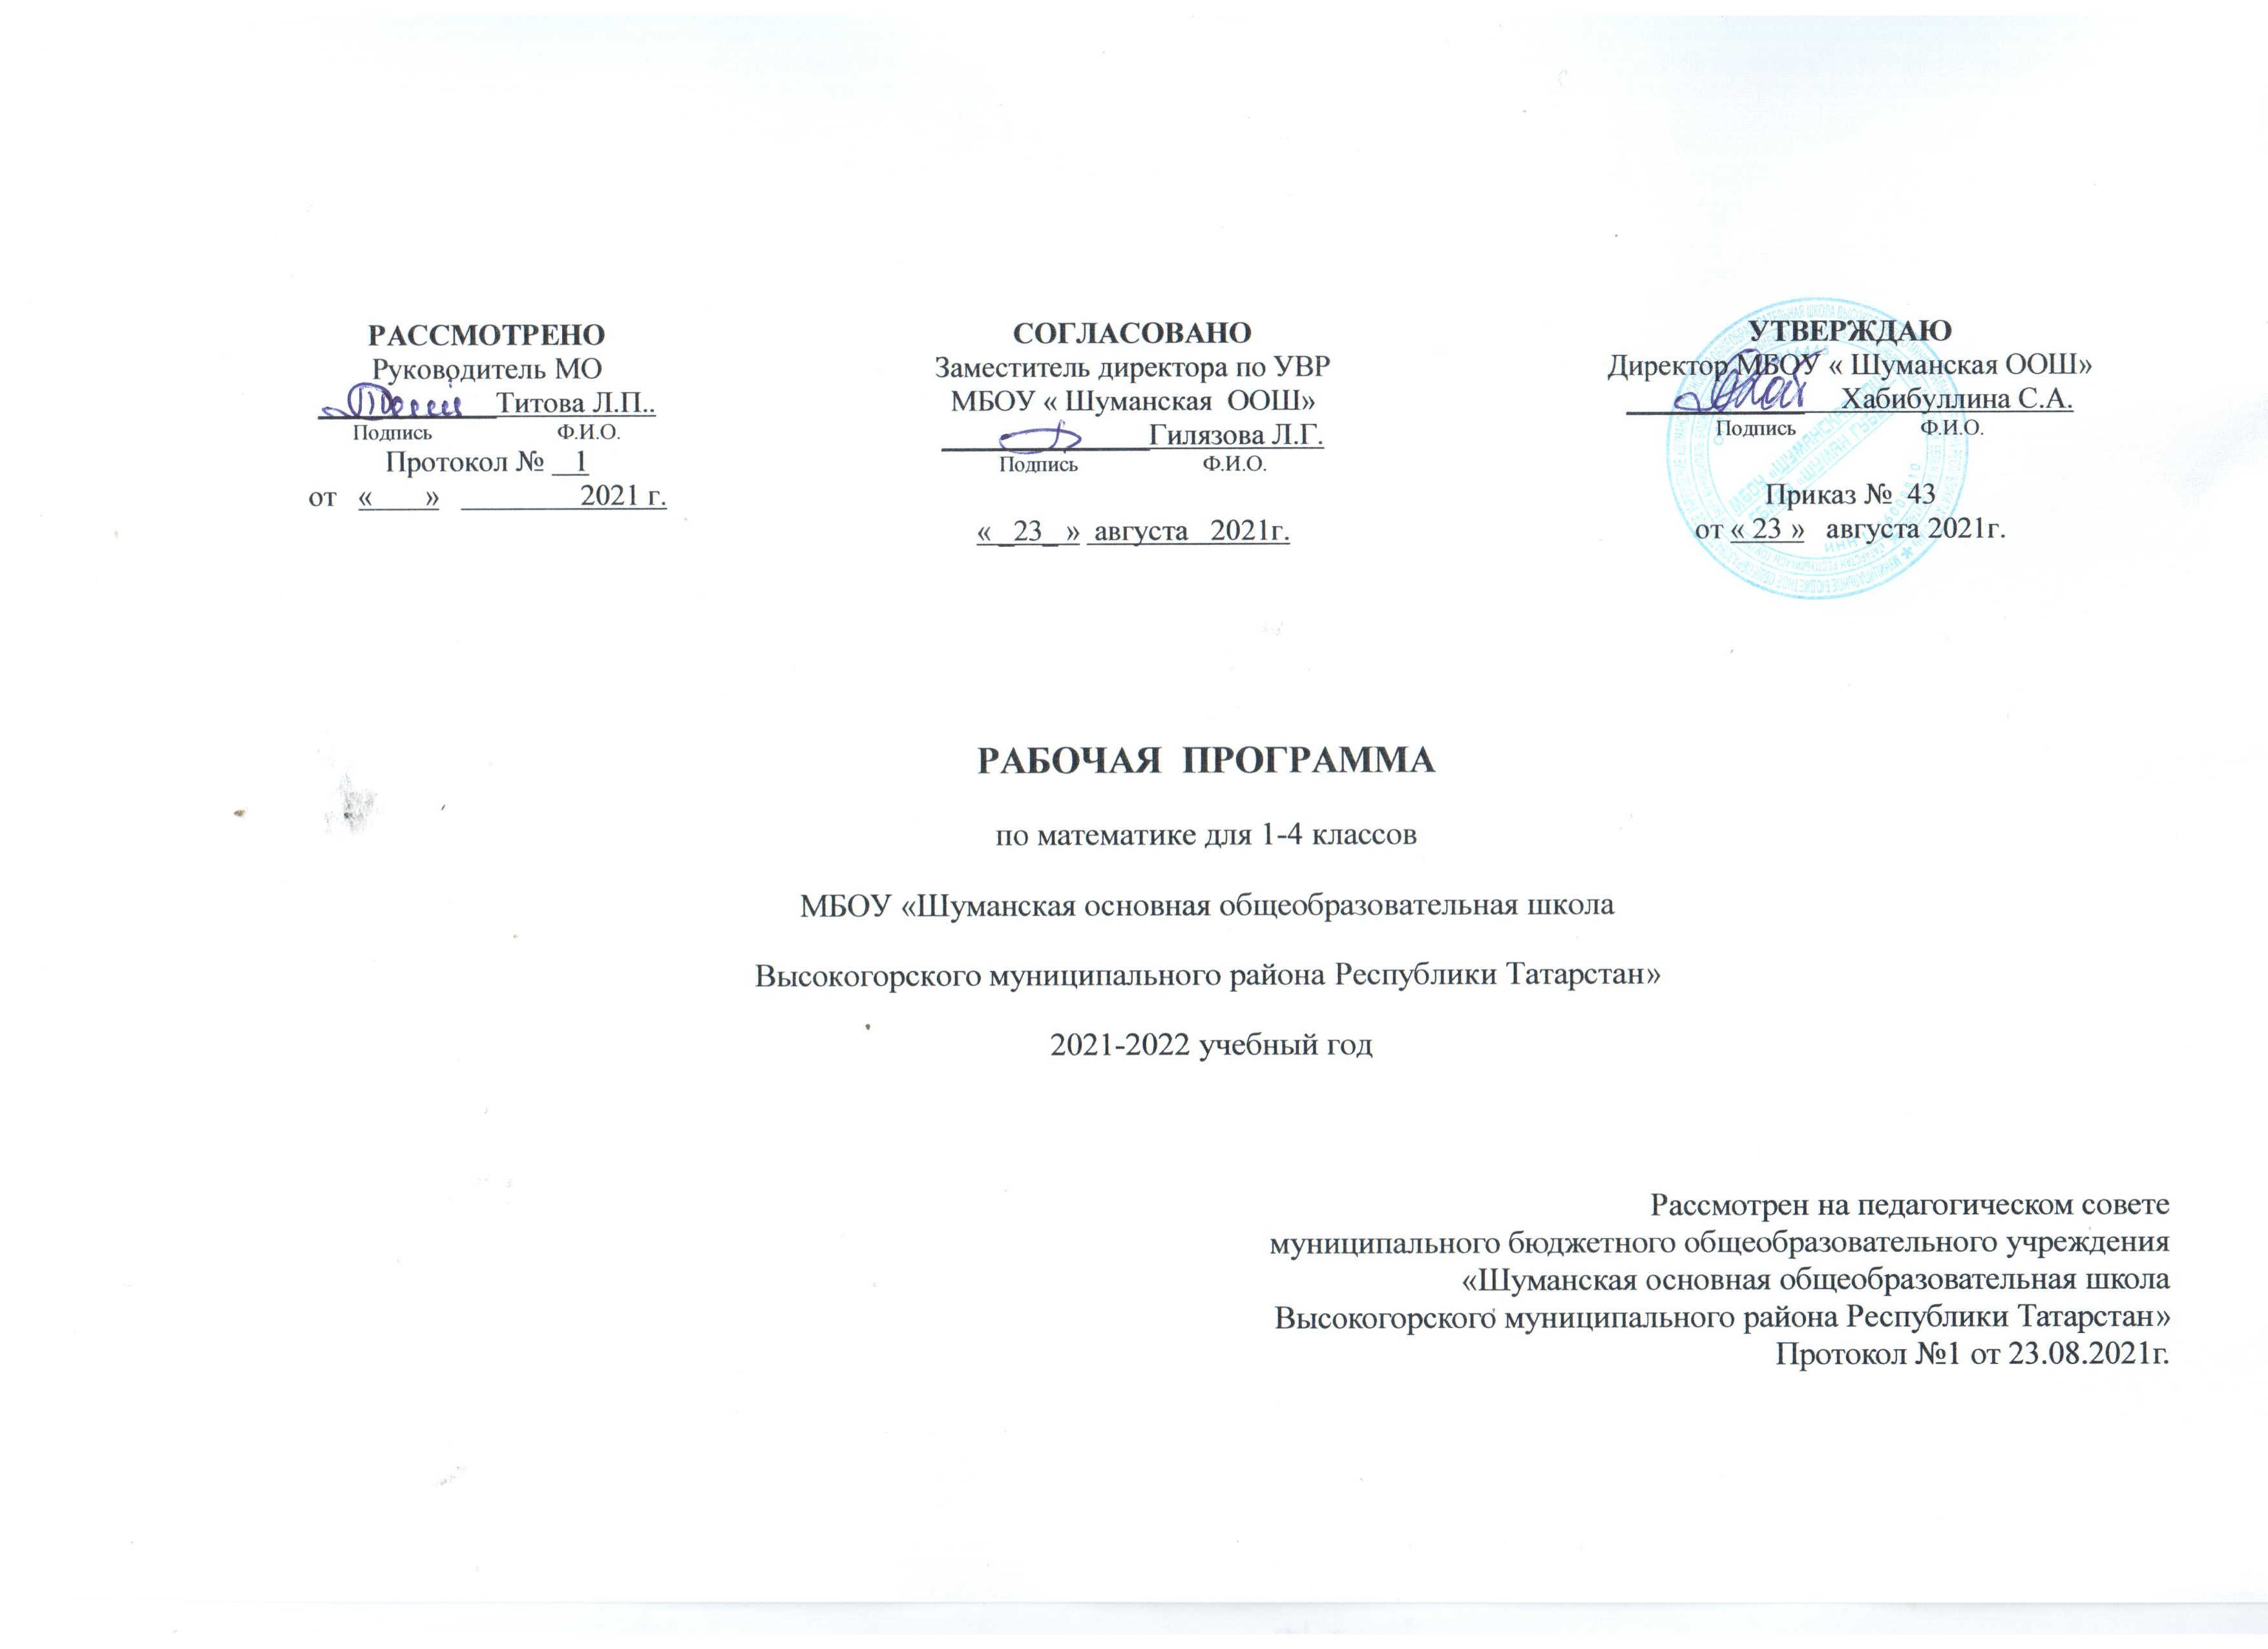 РАССМОТРЕНО
Руководитель МО
Титова Л.П..
Подпись Ф.И.О.
Протокол № 1
от « » 2021 г.
СОГЛАСОВАНО
Заместитель директора по УВР
МБОУ « Шуманская ООШ»
Гилязова Л.Г.
Подпись Ф.И.О.
« 23 » августа 2021г.
УТВЕРЖДАЮ
Директор МБОУ « Шуманская ООШ»
Хабибуллина С.А.
Подпись Ф.И.О.
Приказ № 43
от « 23 » августа 2021г.
РАБОЧАЯ ПРОГРАММА
по математике для 1-4 классов
МБОУ «Шуманская основная общеобразовательная школа
Высокогорского муниципального района Республики Татарстан»
2021-2022 учебный год
Рассмотрен на педагогическом совете
муниципального бюджетного общеобразовательного учреждения
«Шуманская основная общеобразовательная школа
Высокогорского муниципального района Республики Татарстан»
Протокол №1 от 23.08.2021г.